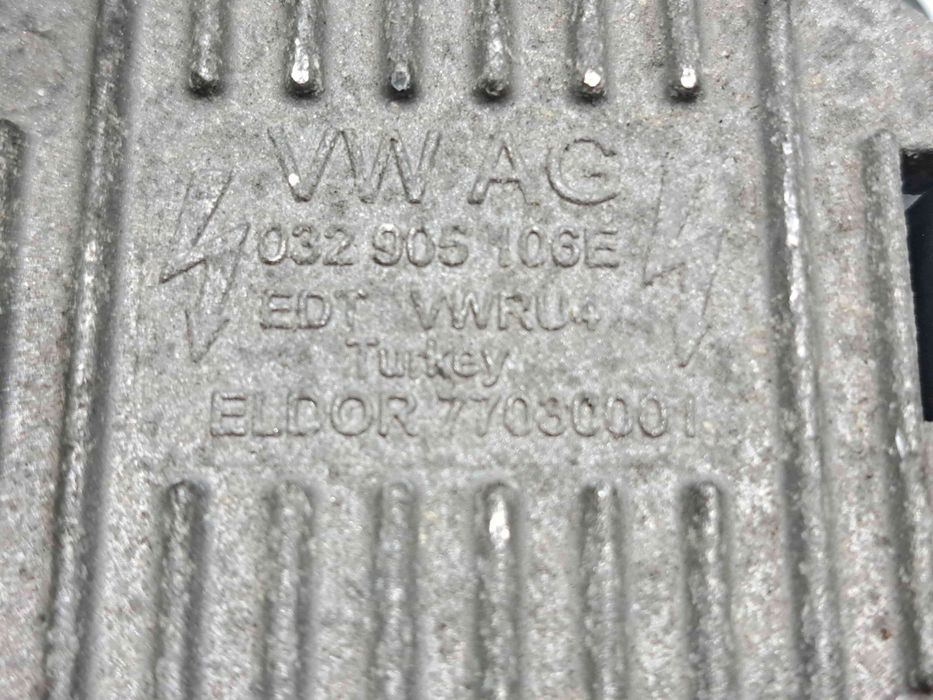 VW AG
032 905 106E
EDT VWRU4
Turkey
ELDOR 77030001